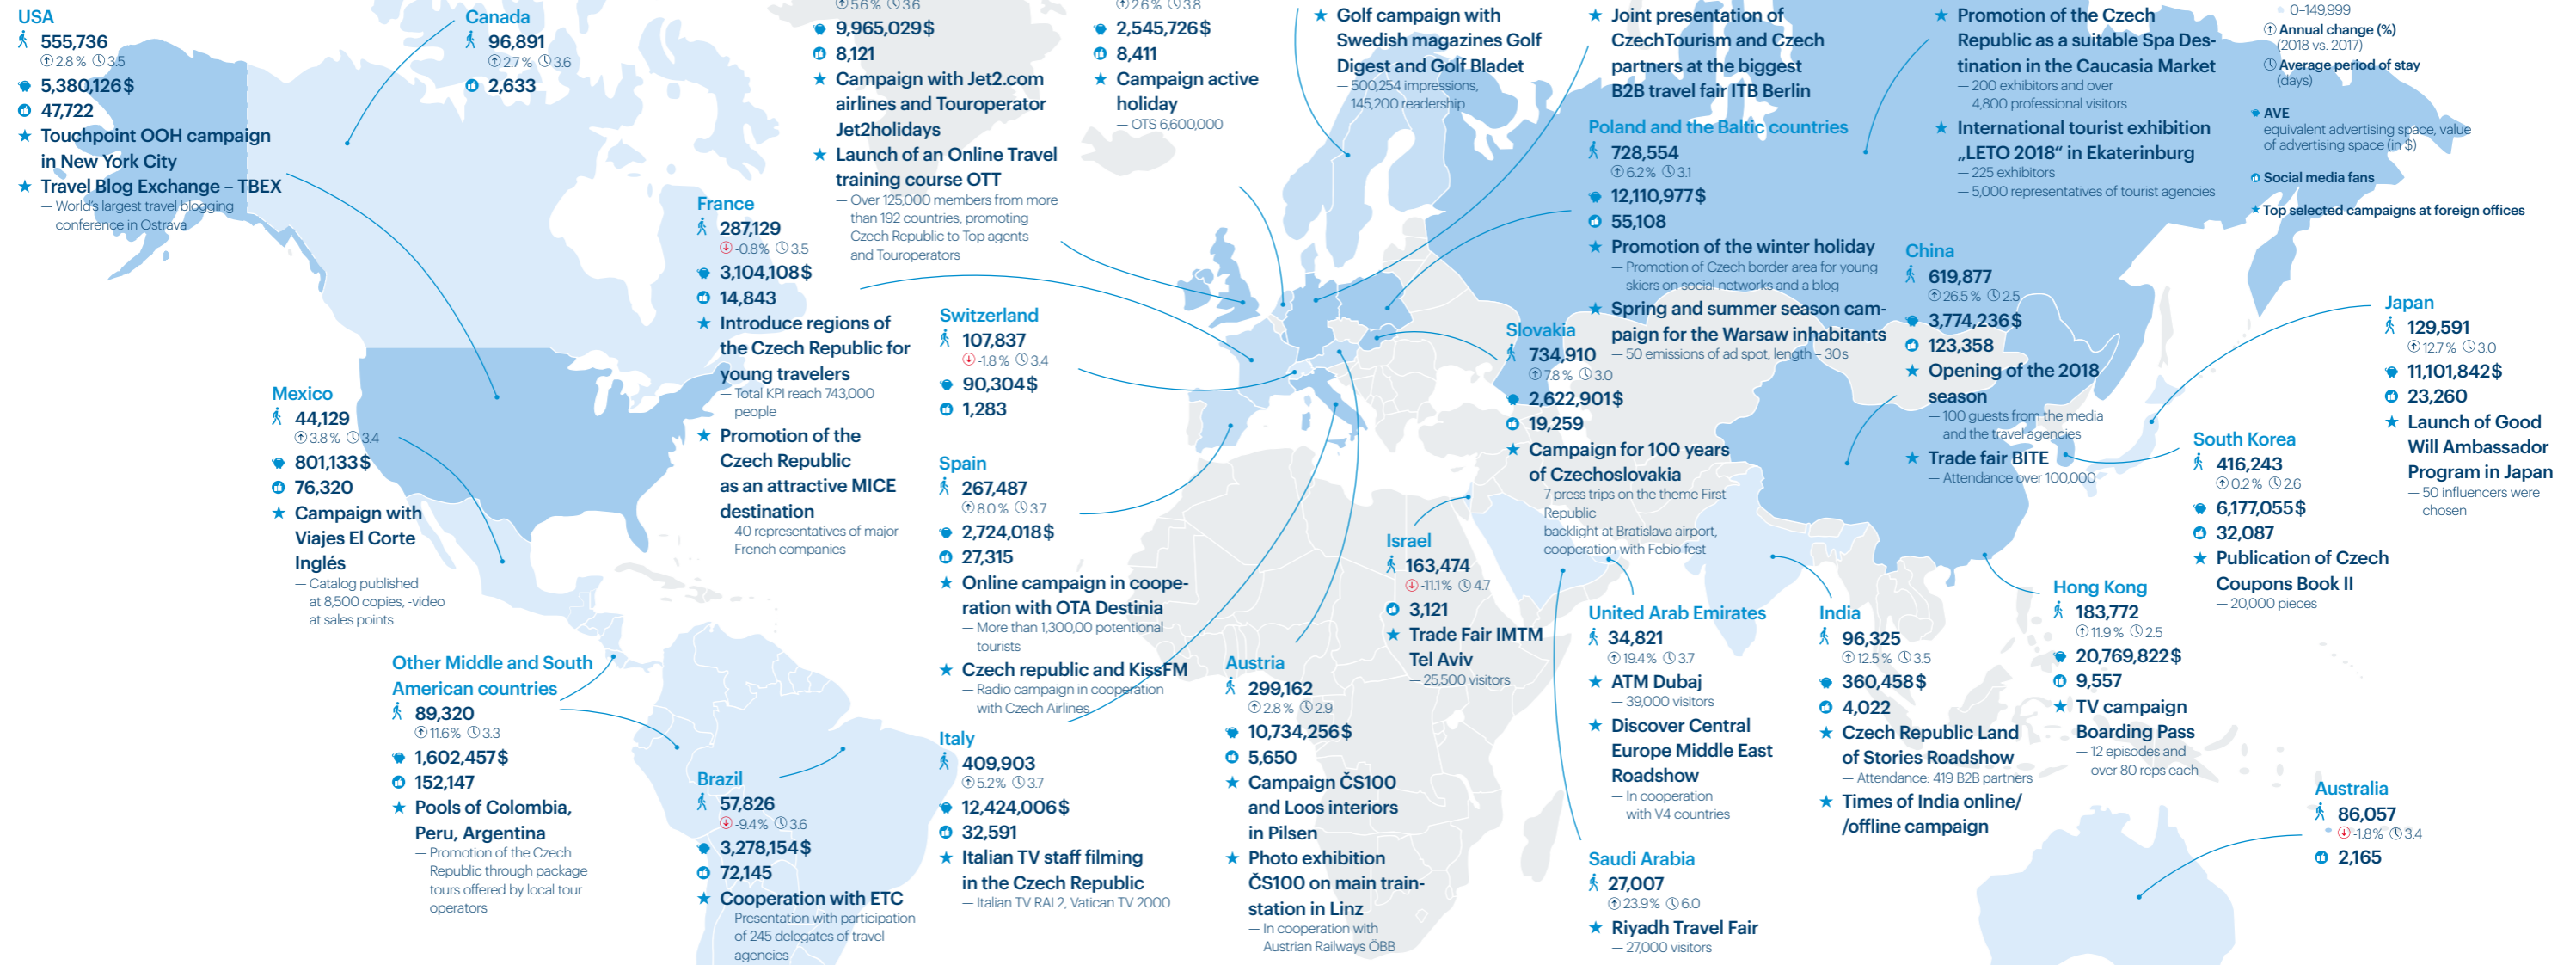 USA
555,736
2.8 % 3.5
5,380,126 $
47,722
Touchpoint OOH campaign
in New York City
Travel Blog Exchange – TBEX
— World's largest travel blogging
conference in Ostrava
Canada
96,891
2.7 % 3.6
2,633
5.6 % 3.6
9,965,029 $
8,121
Campaign with Jet2.com
airlines and Touroperator
Jet2holidays
Launch of an Online Travel
training course OTT
— Over 125,000 members from more
than 192 countries, promoting
Czech Republic to Top agents
and Touroperators
2.6 % 3.8
2,545,726 $
8,411
Campaign active
holiday
— OTS 6,600,000
Golf campaign with
Swedish magazines Golf
Digest and Golf Bladet
— 500,254 impressions,
145,200 readership
Joint presentation of
CzechTourism and Czech
partners at the biggest
B2B travel fair ITB Berlin
Poland and the Baltic countries
728,554
6.2 % 3.1
12,110,977 $
55,108
Promotion of the winter holiday
— Promotion of Czech border area for young
skiers on social networks and a blog
Spring and summer season cam-
paign for the Warsaw inhabitants
— 50 emissions of ad spot, length – 30s
Promotion of the Czech
Republic as a suitable Spa Des-
tination in the Caucasia Market
— 200 exhibitors and over
4,800 professional visitors
International tourist exhibition
„LETO 2018“ in Ekaterinburg
— 225 exhibitors
— 5,000 representatives of tourist agencies
0–149,999
Annual change (%)
(2018 vs. 2017)
Average period of stay
(days)
AVE
equivalent advertising space, value
of advertising space (in $)
Social media fans
Top selected campaigns at foreign offices
France
287,129
-0.8% 3.5
3,104,108 $
14,843
Introduce regions of
the Czech Republic for
young travelers
— Total KPI reach 743,000
people
Promotion of the
Czech Republic
as an attractive MICE
destination
— 40 representatives of major
French companies
Switzerland
107,837
-1.8 % 3.4
90,304 $
1,283
Spain
267,487
8.0 % 3.7
2,724,018 $
27,315
Online campaign in coope-
ration with OTA Destinia
— More than 1,300,00 potentional
tourists
Czech republic and KissFM
— Radio campaign in cooperation
with Czech Airlines
Italy
409,903
5.2 % 3.7
12,424,006 $
32,591
Italian TV staff filming
in the Czech Republic
— Italian TV RAI 2, Vatican TV 2000
Mexico
44,129
3.8 % 3.4
801,133 $
76,320
Campaign with
Viajes El Corte
Inglés
— Catalog published
at 8,500 copies, -video
at sales points
Other Middle and South
American countries
89,320
11.6% 3.3
1,602,457 $
152,147
Pools of Colombia,
Peru, Argentina
— Promotion of the Czech
Republic through package
tours offered by local tour
operators
Brazil
57,826
-9.4% 3.6
3,278,154 $
72,145
Cooperation with ETC
— Presentation with participation
of 245 delegates of travel
agencies
Austria
299,162
2.8 % 2.9
10,734,256 $
5,650
Campaign ČS100
and Loos interiors
in Pilsen
Photo exhibition
ČS100 on main train-
station in Linz
— In cooperation with
Austrian Railways ÖBB
Israel
163,474
-11.1% 4.7
3,121
Trade Fair IMTM
Tel Aviv
— 25,500 visitors
Slovakia
734,910
7.8 % 3.0
2,622,901 $
19,259
Campaign for 100 years
of Czechoslovakia
— 7 press trips on the theme First
Republic
— backlight at Bratislava airport,
cooperation with Febio fest
United Arab Emirates
34,821
19.4% 3.7
ATM Dubaj
— 39,000 visitors
Discover Central
Europe Middle East
Roadshow
— In cooperation
with V4 countries
Saudi Arabia
27,007
23.9% 6.0
Riyadh Travel Fair
— 27,000 visitors
India
96,325
12.5 % 3.5
360,458 $
4,022
Czech Republic Land
of Stories Roadshow
— Attendance: 419 B2B partners
Times of India online/
/offline campaign
China
619,877
26.5 % 2.5
3,774,236 $
123,358
Opening of the 2018
season
— 100 guests from the media
and the travel agencies
Trade fair BITE
— Attendance over 100,000
Hong Kong
183,772
11.9 % 2.5
20,769,822 $
9,557
TV campaign
Boarding Pass
— 12 episodes and
over 80 reps each
South Korea
416,243
0.2 % 2.6
6,177,055 $
32,087
Publication of Czech
Coupons Book II
— 20,000 pieces
Japan
129,591
12.7 % 3.0
11,101,842 $
23,260
Launch of Good
Will Ambassador
Program in Japan
— 50 influencers were
chosen
Australia
86,057
-1.8% 3.4
2,165